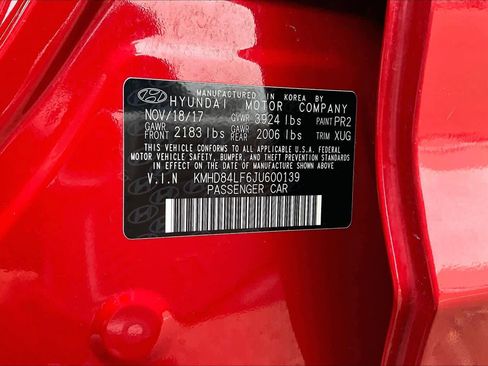 MANUFACTURED IN KOREA BY
HYUNDAI MOTOR COMPANY
NOV/18/17 GVWR 3924 lbs PAINT PR2
GAWR FRONT 2183 lbs GAWR REAR 2006 lbs TRIM XUG
THIS VEHICLE CONFORMS TO ALL APPLICABLE U.S.A. FEDERAL
MOTOR VEHICLE SAFETY, BUMPER, AND THEFT PREVENTION
STANDARDS IN EFFECT ON THE DATE OF MANUFACTURE SHOWN ABOVE.
V.I.N KMHD84LF6JU600139
PASSENGER CAR